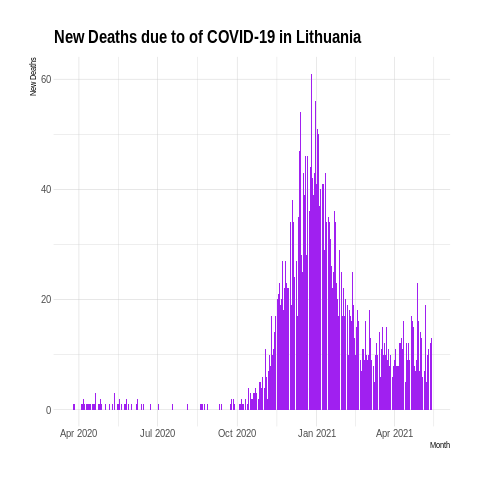 New Deaths due to of COVID-19 in Lithuania
New Deaths
60
40
20
0
Apr 2020
Jul 2020
Oct 2020
Jan 2021
Apr 2021
Month